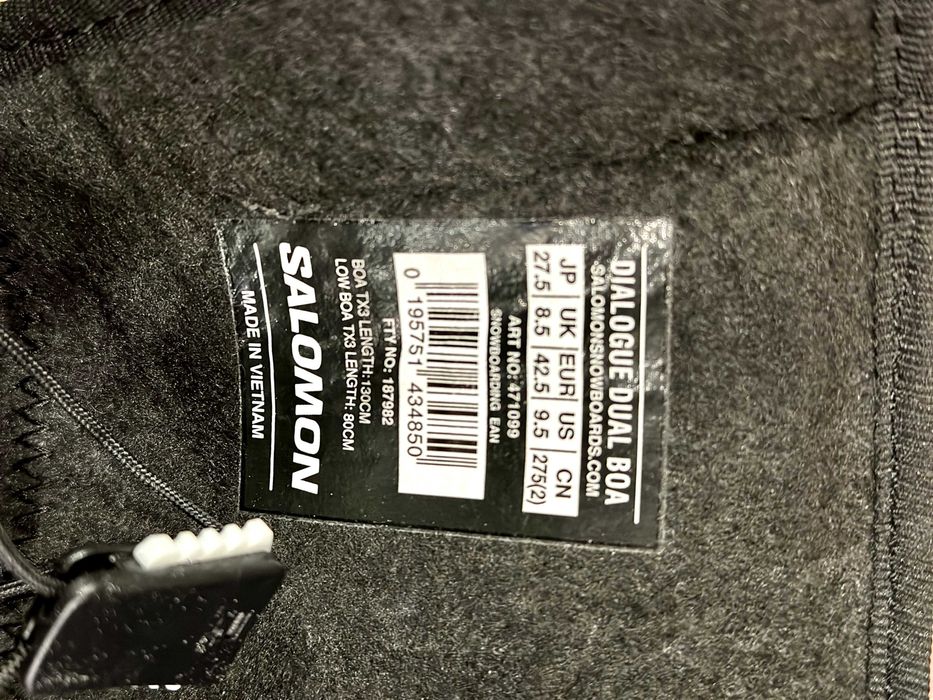 DIALOGUE DUAL BOA
SALOMONSNOWBOARDS.COM
JP | UK | EUR | US | CN
27.5 | 8.5 | 42.5 | 9.5 | 275(2)
ART NO: 471099
SNOWBOARDING EAN
0 195751 434850
FTY NO: 187982
BOA TX3 LENGTH: 130CM
LOW BOA TX3 LENGTH: 80CM
SALOMON
MADE IN VIETNAM